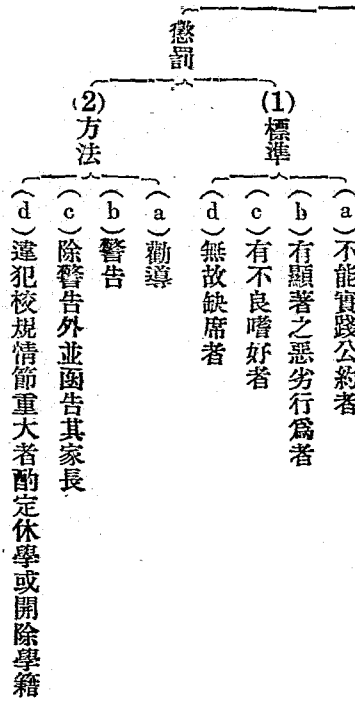 懲罰
(1)標準
(a)不能實踐公約者
(b)有顯著之惡劣行爲者
(c)有不良嗜好者
(d)無故缺席者
(2)方法
(a)勸導
(b)警告
(c)除警告外並函告其家長
(d)違犯校規情節重大者酌定休學或開除學籍